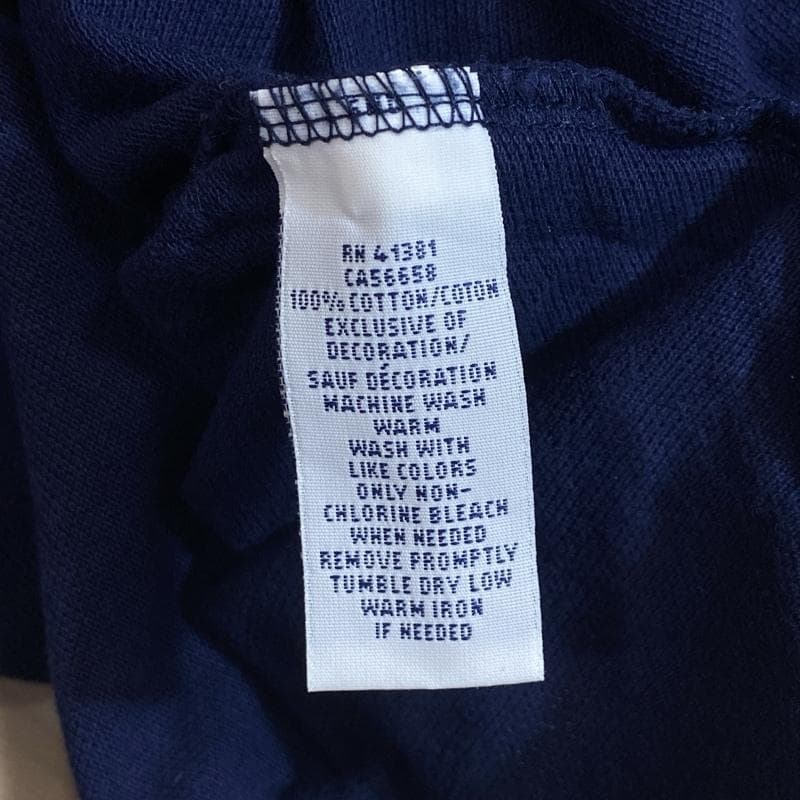 RN 41381
CA56658
100% COTTON/COTON
EXCLUSIVE OF
DECORATION/
SAUF DÉCORATION
MACHINE WASH
WARM
WASH WITH
LIKE COLORS
ONLY NON-
CHLORINE BLEACH
WHEN NEEDED
REMOVE PROMPTLY
TUMBLE DRY LOW
WARM IRON
IF NEEDED